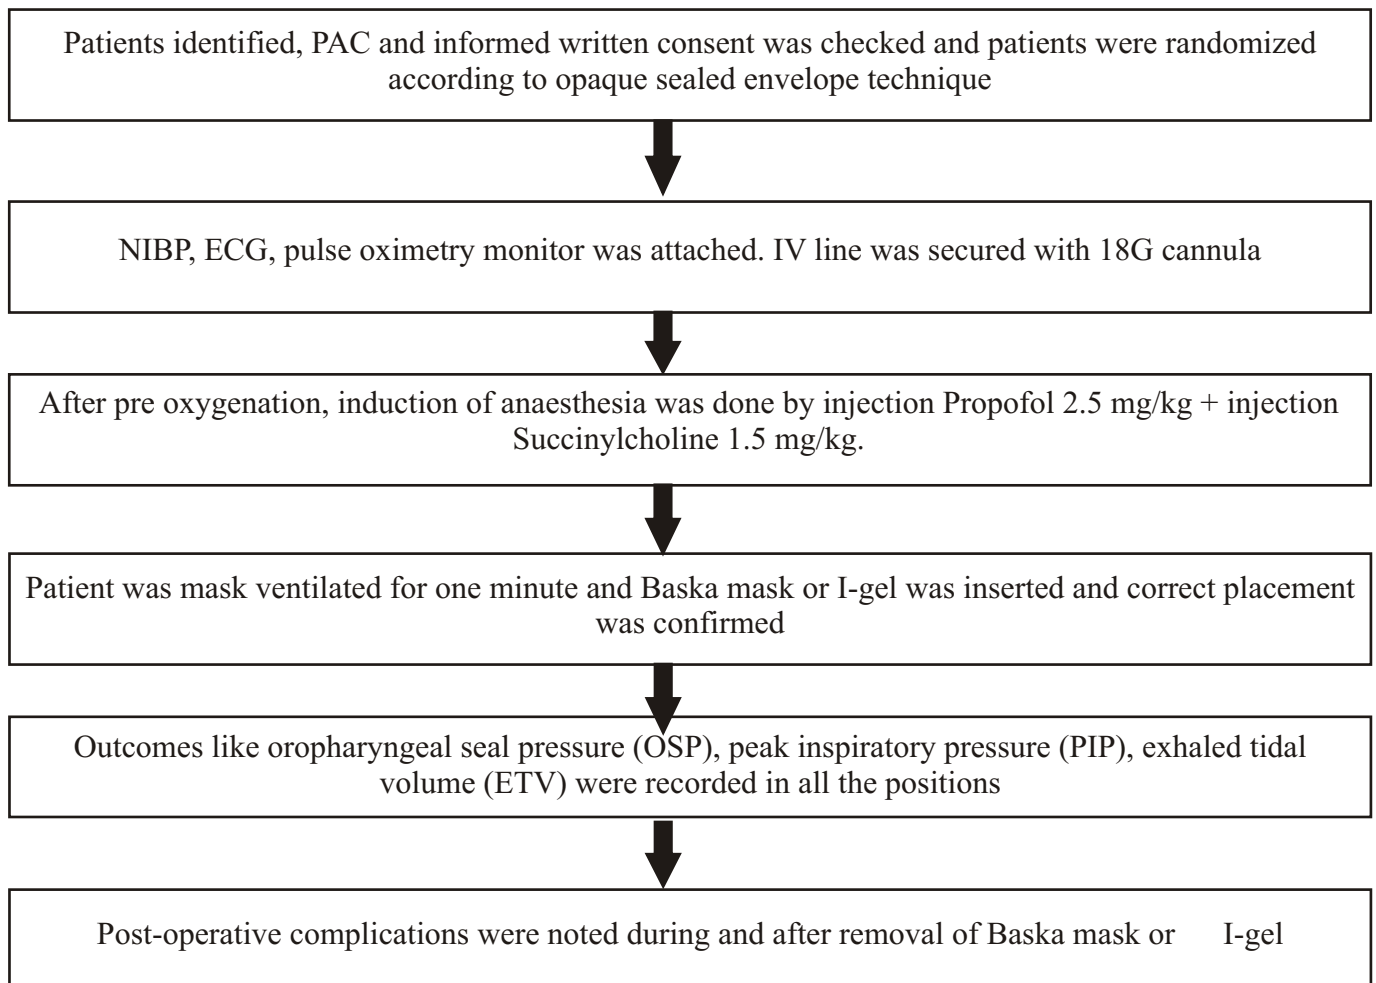 Patients identified, PAC and informed written consent was checked and patients were randomized
according to opaque sealed envelope technique
NIBP, ECG, pulse oximetry monitor was attached. IV line was secured with 18G cannula
After pre oxygenation, induction of anaesthesia was done by injection Propofol 2.5 mg/kg + injection
Succinylcholine 1.5 mg/kg.
Patient was mask ventilated for one minute and Baska mask or I-gel was inserted and correct placement
was confirmed
Outcomes like oropharyngeal seal pressure (OSP), peak inspiratory pressure (PIP), exhaled tidal
volume (ETV) were recorded in all the positions
Post-operative complications were noted during and after removal of Baska mask or I-gel